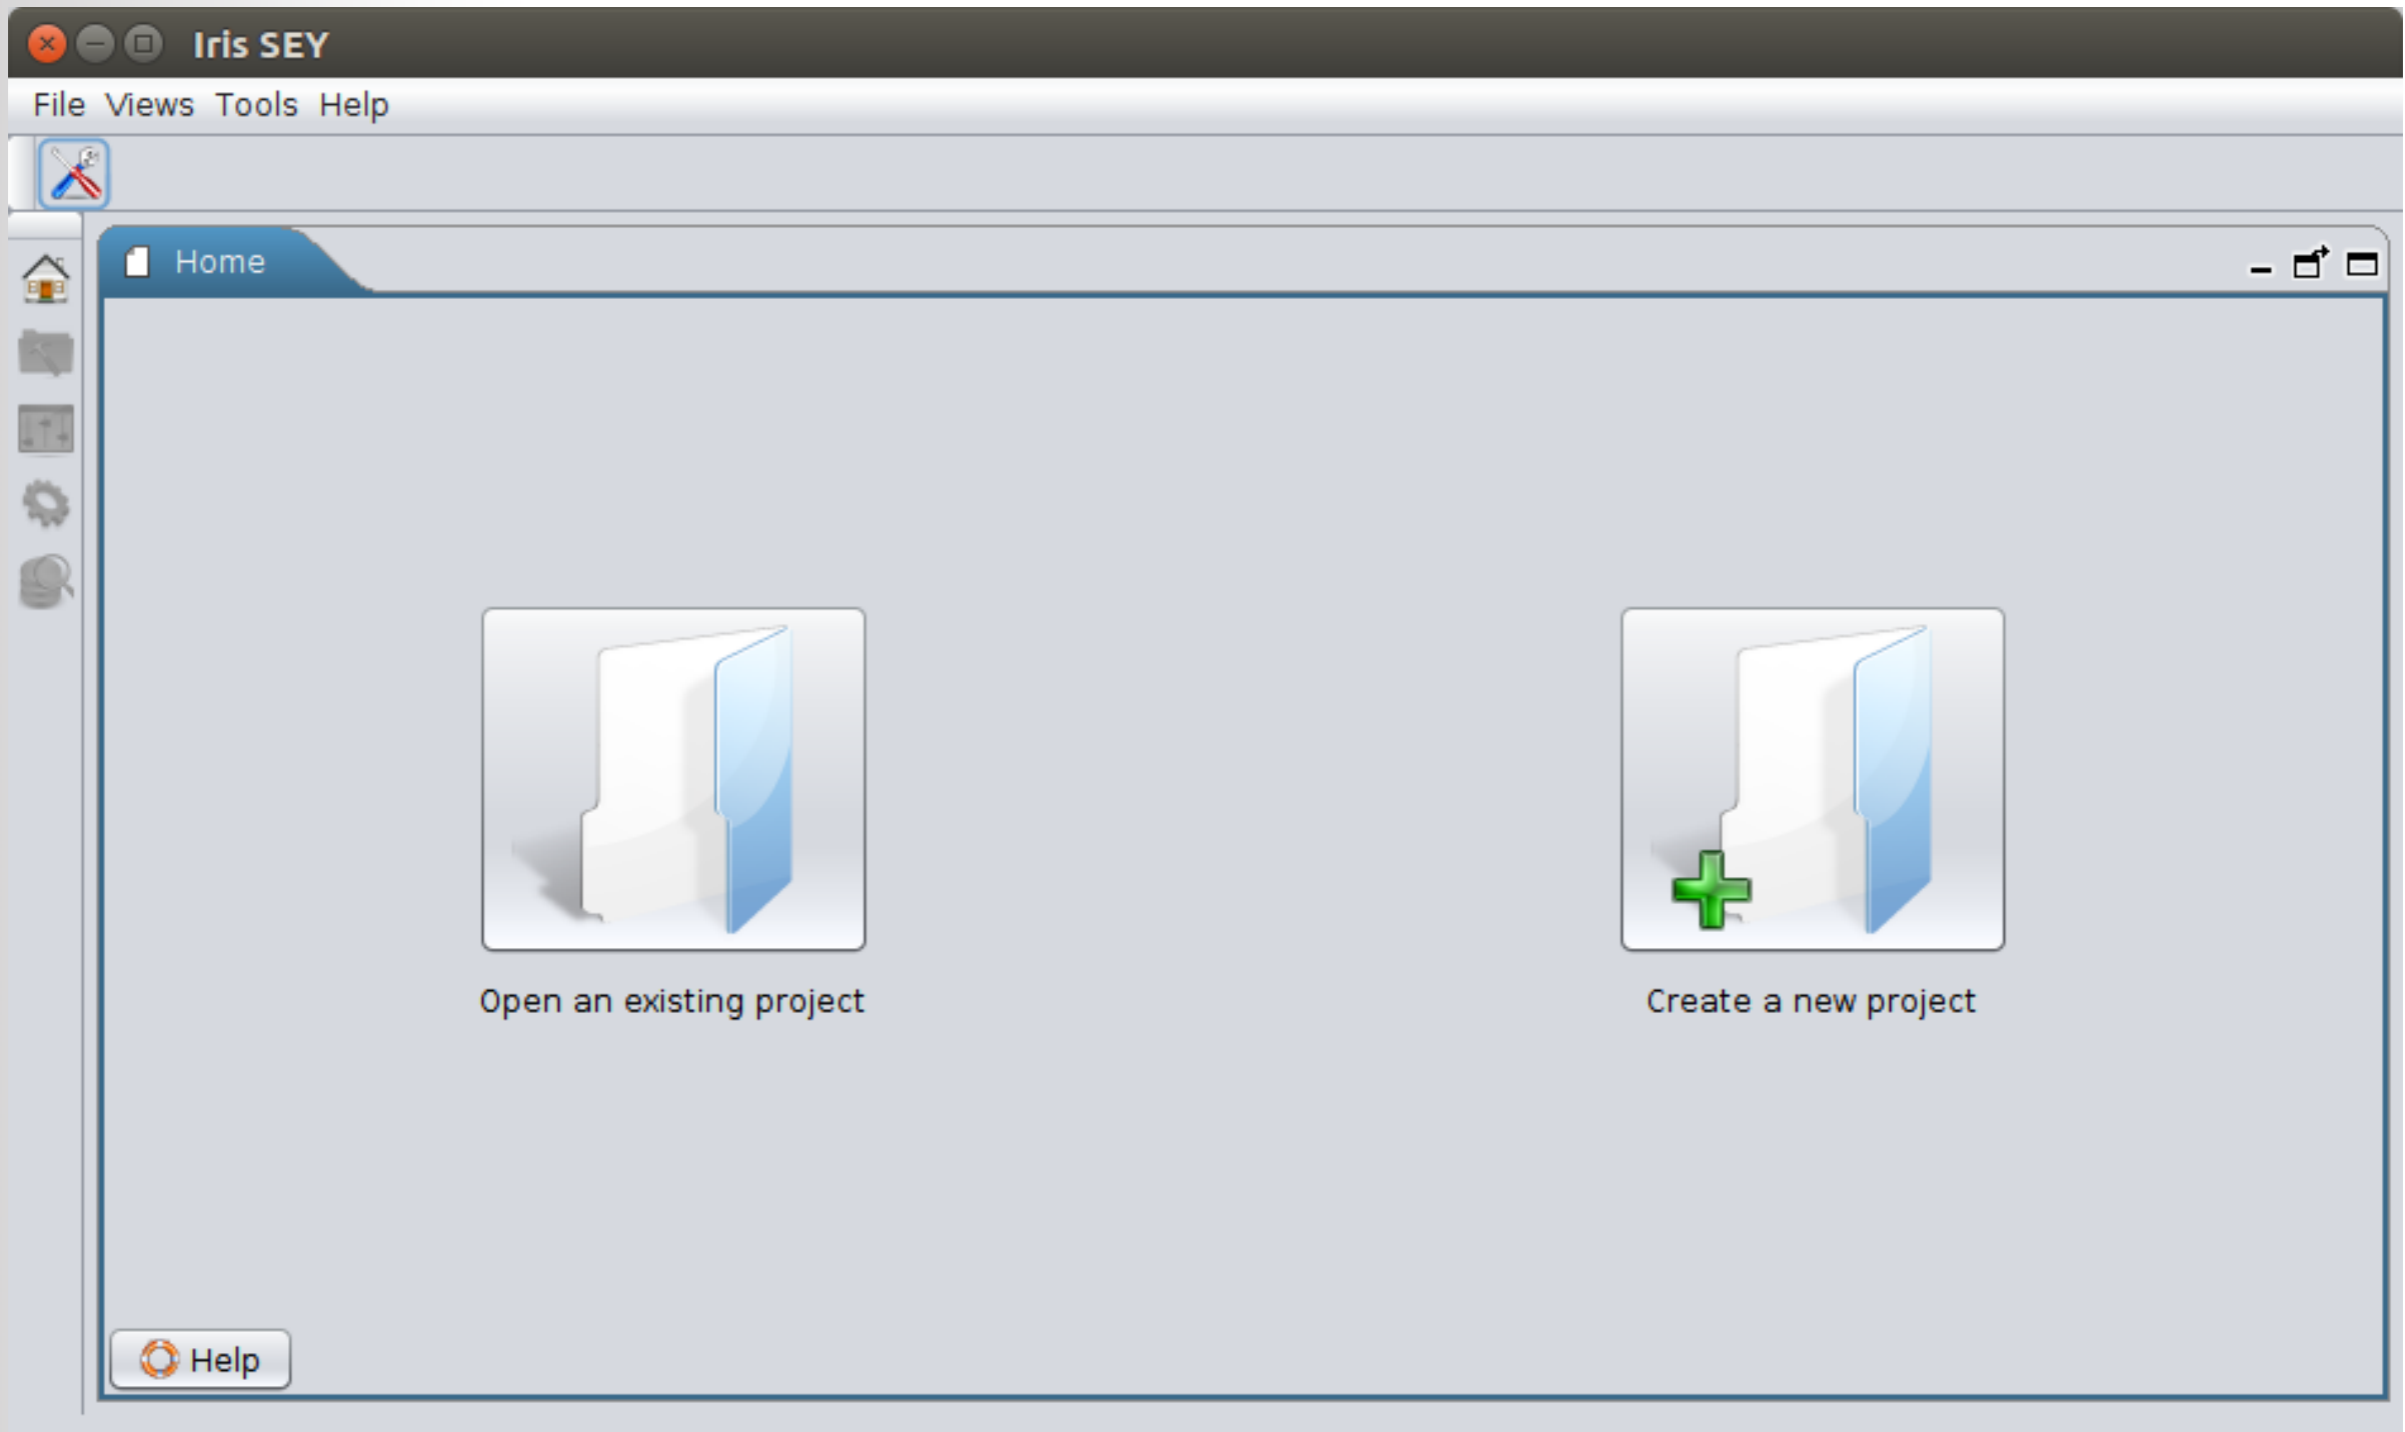 Iris SEY
File Views Tools Help
Home
Open an existing project
Create a new project
Help